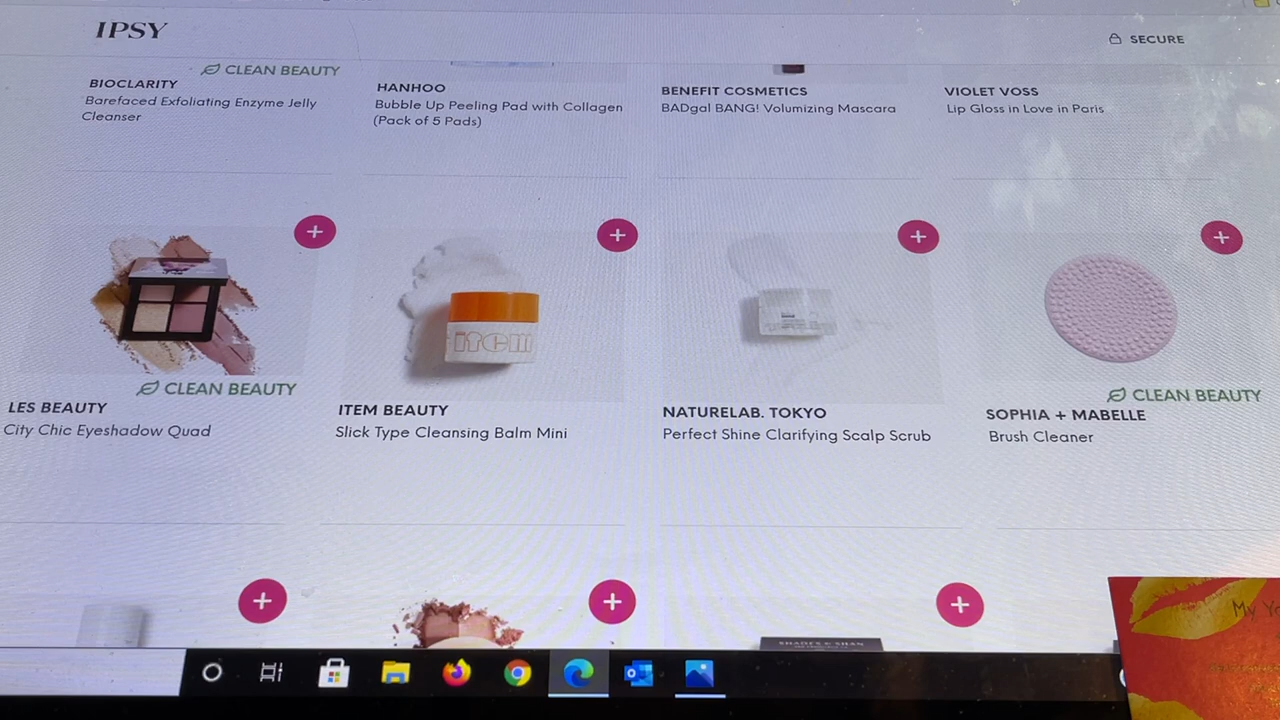 IPSY
SECURE
CLEAN BEAUTY
BIOCLARITY
Barefaced Exfoliating Enzyme Jelly
Cleanser
HANHOO
Bubble Up Peeling Pad with Collagen
(Pack of 5 Pads)
BENEFIT COSMETICS
BADgal BANG! Volumizing Mascara
VIOLET VOSS
Lip Gloss in Love in Paris
item
CLEAN BEAUTY
LES BEAUTY
City Chic Eyeshadow Quad
ITEM BEAUTY
Slick Type Cleansing Balm Mini
NATURELAB. TOKYO
Perfect Shine Clarifying Scalp Scrub
CLEAN BEAUTY
SOPHIA + MABELLE
Brush Cleaner
My